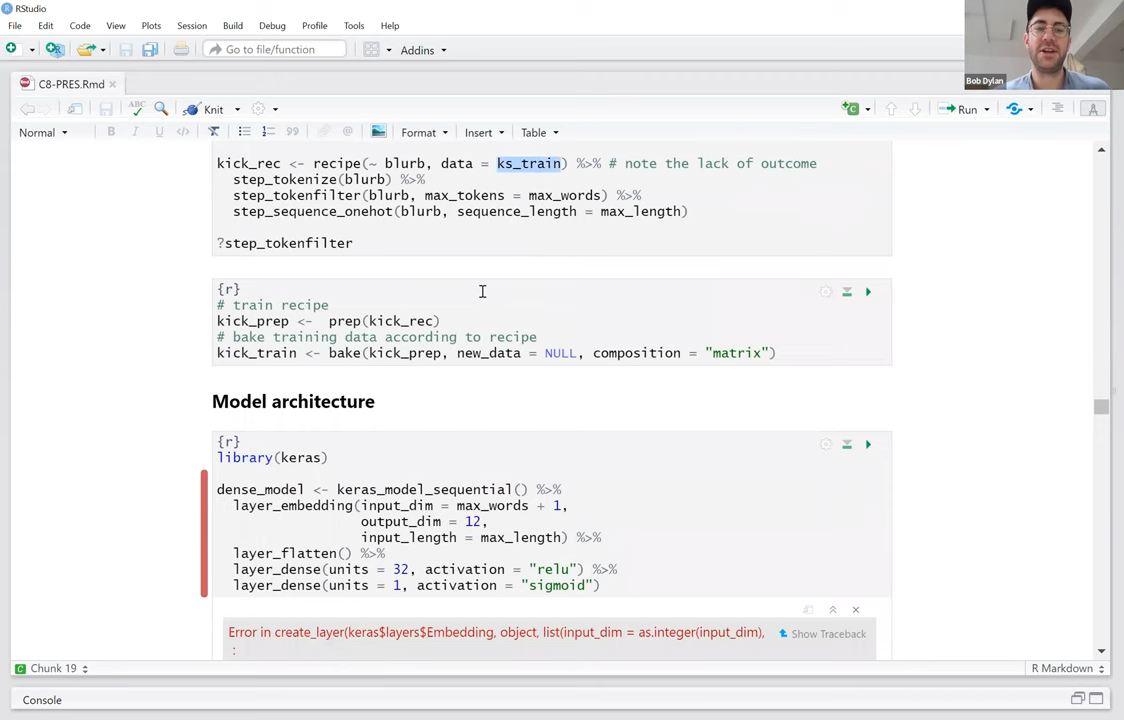 RStudio
File Edit Code View Plots Session Build Debug Profile Tools Help
Go to file/function Addins
C8-PRES.Rmd
ABC Knit Run
Normal B I U Format Insert Table
kick_rec <- recipe(~ blurb, data = ks_train) %>% # note the lack of outcome
step_tokenize(blurb) %>%
step_tokenfilter(blurb, max_tokens = max_words) %>%
step_sequence_onehot(blurb, sequence_length = max_length)
?step_tokenfilter
{r}
# train recipe
kick_prep <- prep(kick_rec)
# bake training data according to recipe
kick_train <- bake(kick_prep, new_data = NULL, composition = "matrix")
Model architecture
{r}
library(keras)
dense_model <- keras_model_sequential() %>%
layer_embedding(input_dim = max_words + 1,
output_dim = 12,
input_length = max_length) %>%
layer_flatten() %>%
layer_dense(units = 32, activation = "relu") %>%
layer_dense(units = 1, activation = "sigmoid")
Error in create_layer(keras$layers$Embedding, object, list(input_dim = as.integer(input_dim), Show Traceback
:
Chunk 19 R Markdown
Console
Bob Dylan